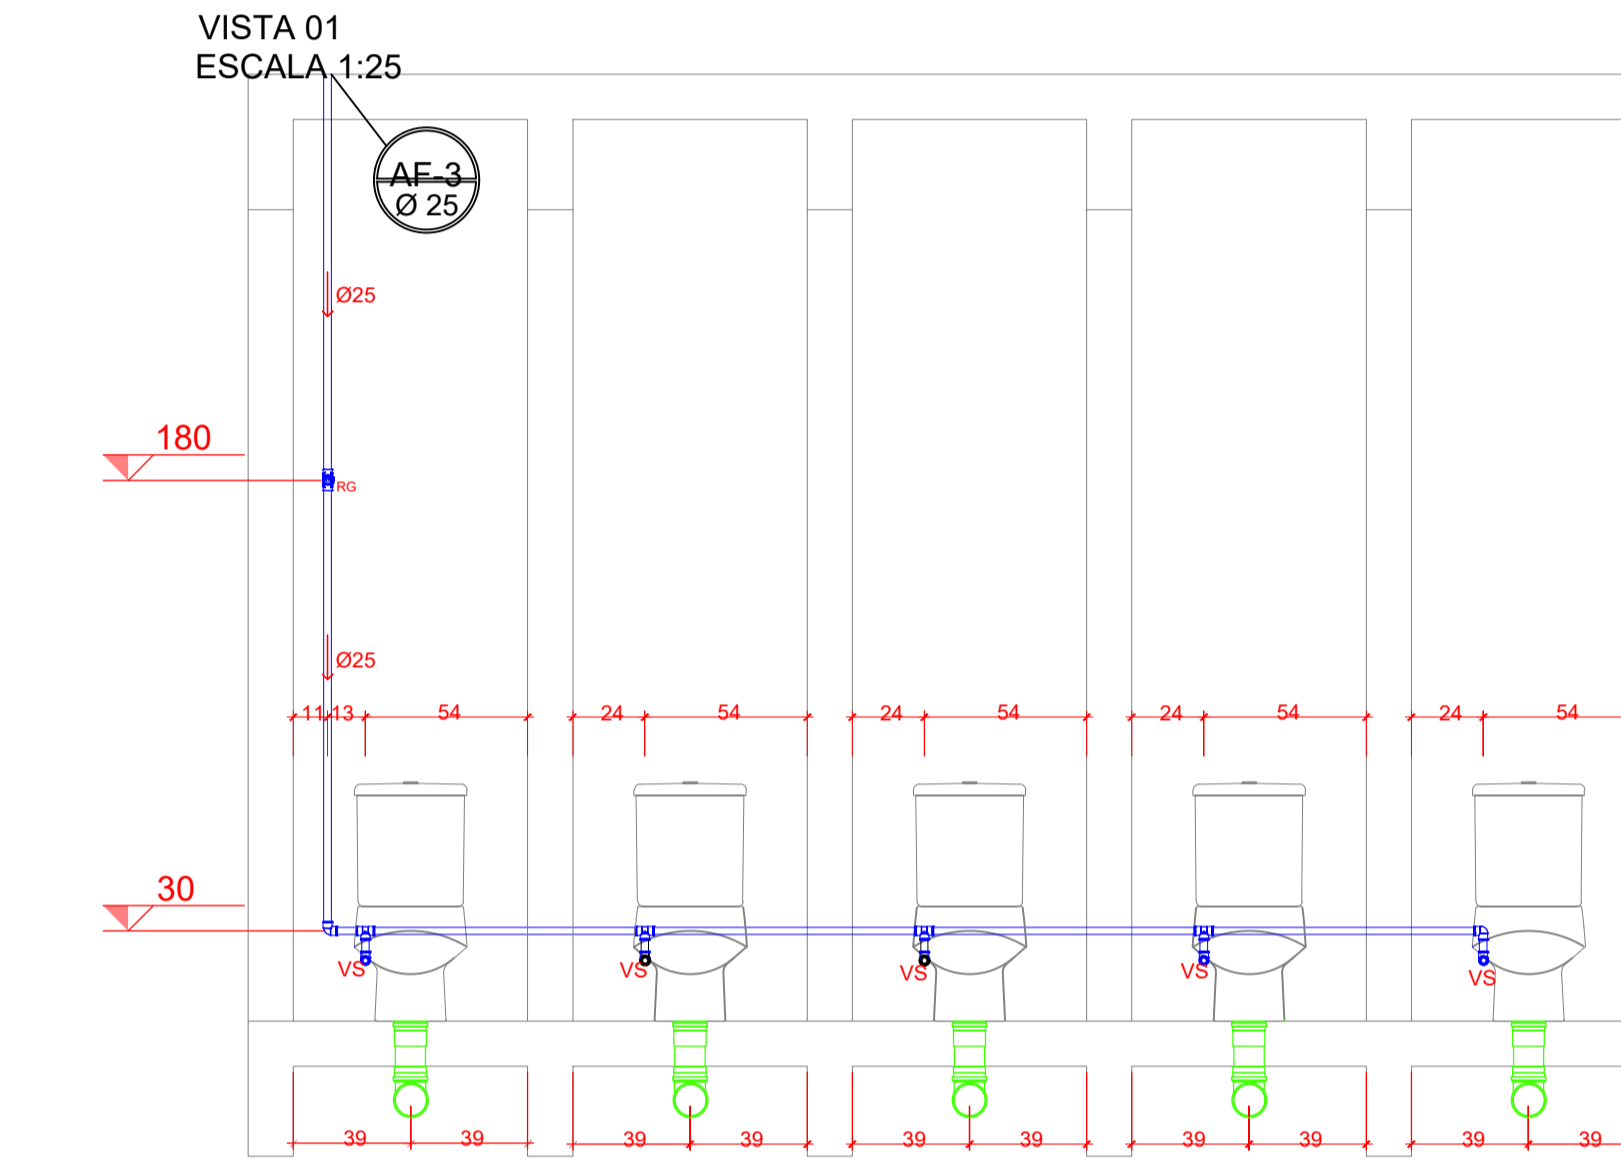 VISTA 01
ESCALA 1:25
AF-3
Ø 25
Ø25
180
RG
Ø25
11 13 54 24 54 24 54 24 54 24 54
30
VS VS VS VS VS
39 39 39 39 39 39 39 39 39 39